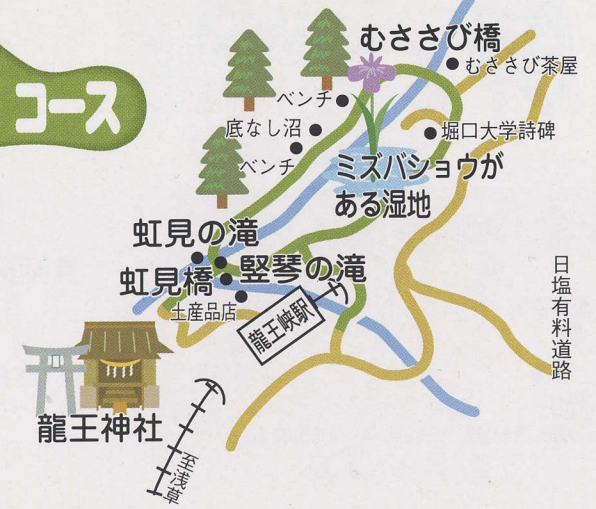 コース
むささび橋
むささび茶屋
ベンチ
底なし沼
ベンチ
堀口大学詩碑
ミズバショウが
ある湿地
虹見の滝
虹見橋
竪琴の滝
土産品店
龍王峡駅
日塩有料道路
龍王神社
至浅草